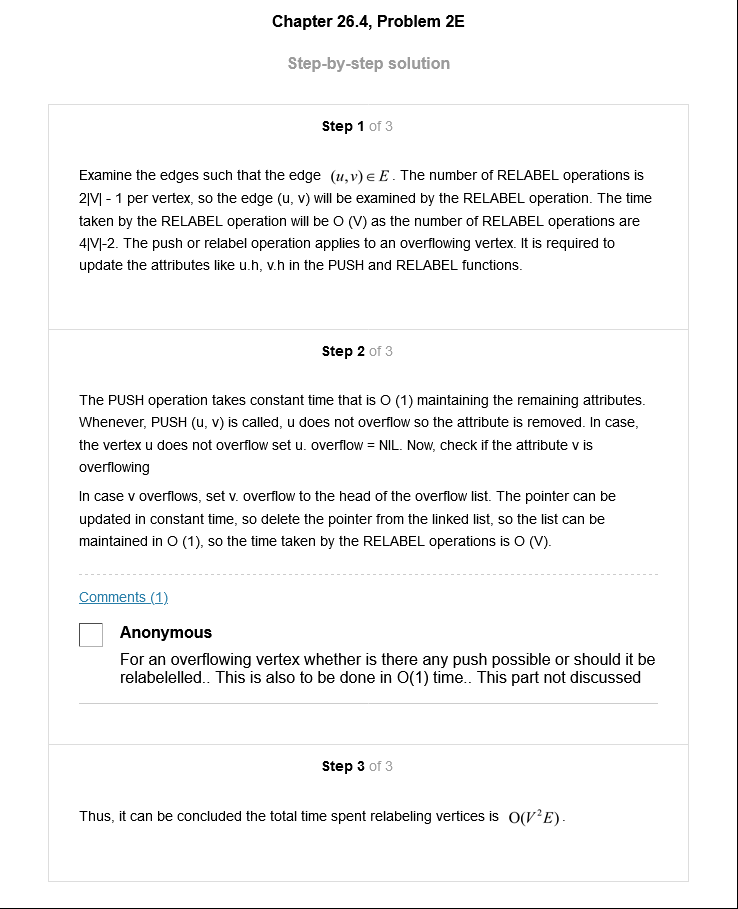 Chapter 26.4, Problem 2E
Step-by-step solution
Step 1 of 3
Examine the edges such that the edge (u, v) ∈ E . The number of RELABEL operations is
2|V| - 1 per vertex, so the edge (u, v) will be examined by the RELABEL operation. The time
taken by the RELABEL operation will be O (V) as the number of RELABEL operations are
4|V|-2. The push or relabel operation applies to an overflowing vertex. It is required to
update the attributes like u.h, v.h in the PUSH and RELABEL functions.
Step 2 of 3
The PUSH operation takes constant time that is O (1) maintaining the remaining attributes.
Whenever, PUSH (u, v) is called, u does not overflow so the attribute is removed. In case,
the vertex u does not overflow set u. overflow = NIL. Now, check if the attribute v is
overflowing
In case v overflows, set v. overflow to the head of the overflow list. The pointer can be
updated in constant time, so delete the pointer from the linked list, so the list can be
maintained in O (1), so the time taken by the RELABEL operations is O (V).
Comments (1)
Anonymous
For an overflowing vertex whether is there any push possible or should it be
relabelelled.. This is also to be done in O(1) time.. This part not discussed
Step 3 of 3
Thus, it can be concluded the total time spent relabeling vertices is O(V²E).